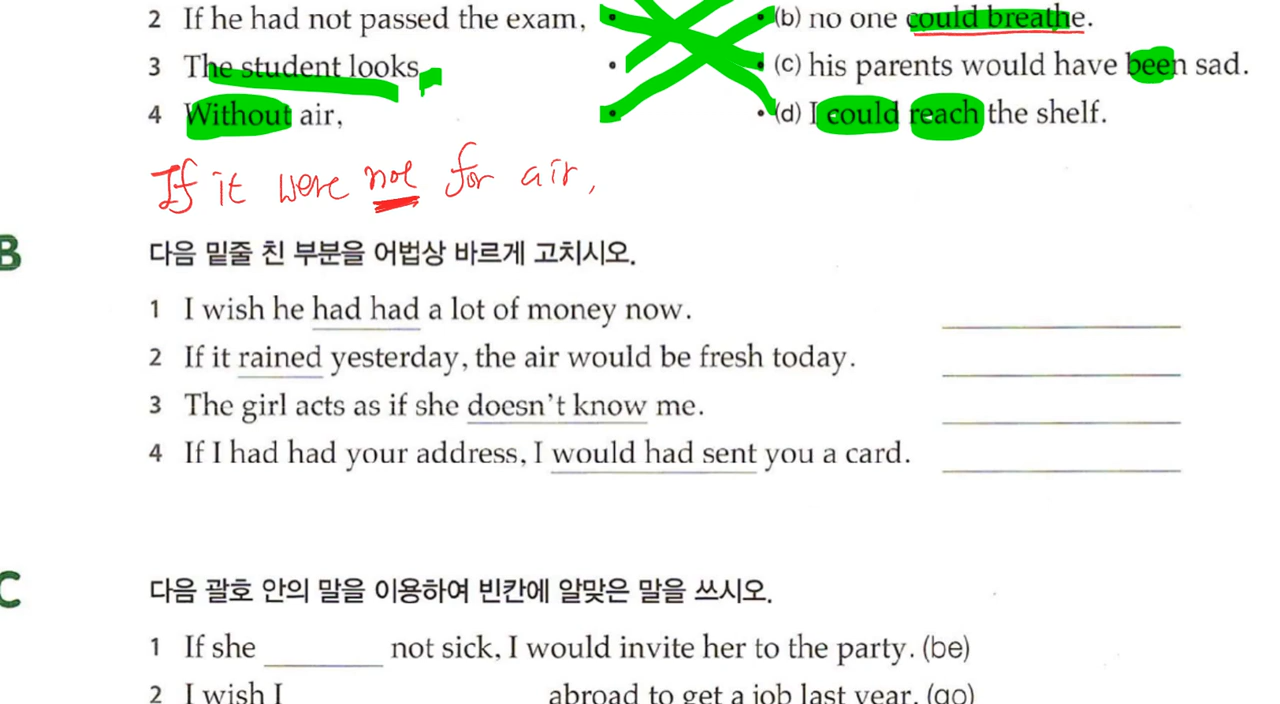 2 If he had not passed the exam, • • (b) no one could breathe.
3 The student looks, • • (c) his parents would have been sad.
4 Without air, • • (d) I could reach the shelf.
If it were not for air,
B 다음 밑줄 친 부분을 어법상 바르게 고치시오.
1 I wish he had had a lot of money now.
2 If it rained yesterday, the air would be fresh today.
3 The girl acts as if she doesn't know me.
4 If I had had your address, I would had sent you a card.
C 다음 괄호 안의 말을 이용하여 빈칸에 알맞은 말을 쓰시오.
1 If she ______ not sick, I would invite her to the party. (be)
2 I wish I abroad to get a job last year. (go)